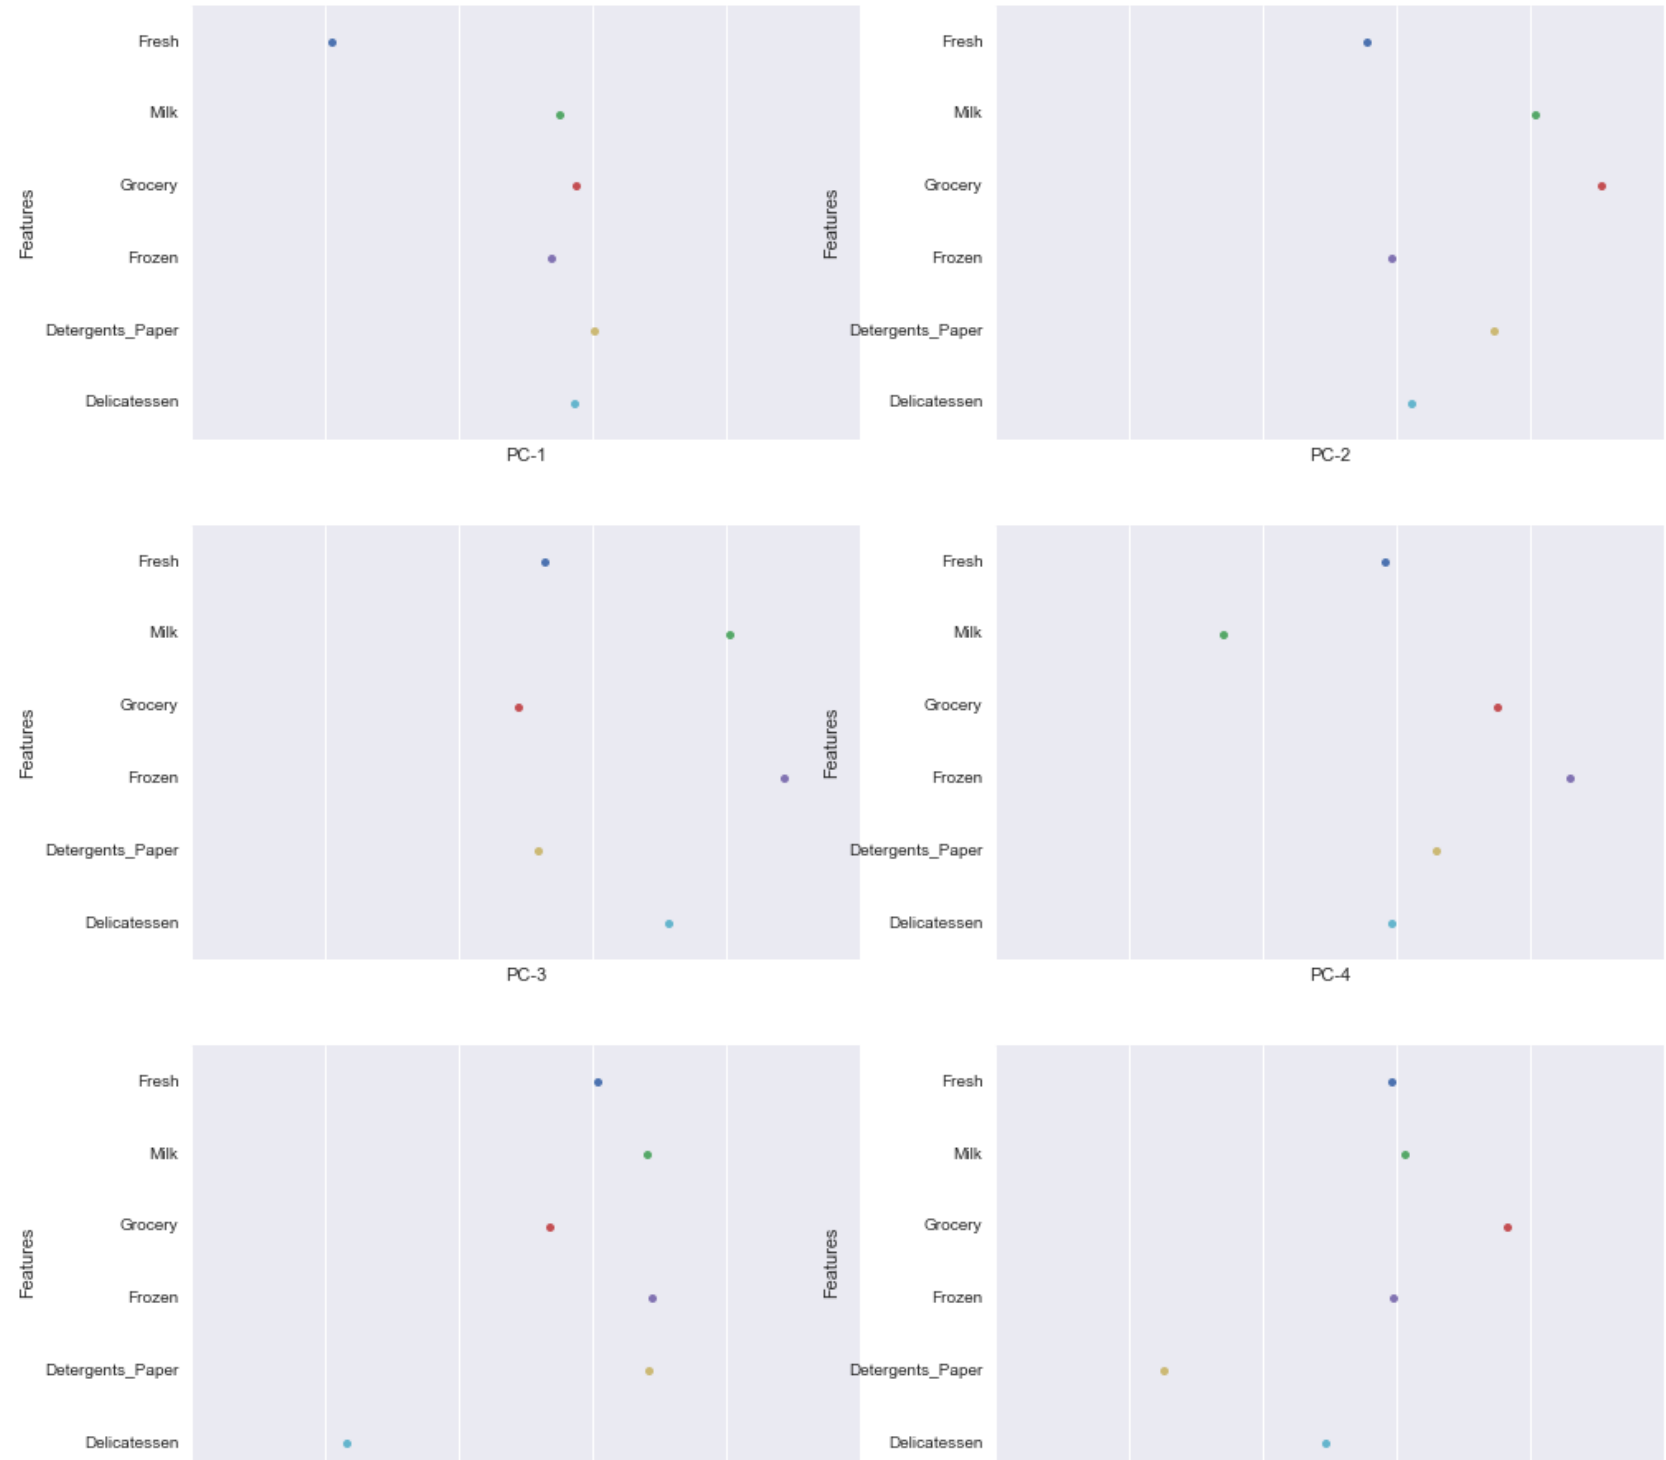 Features
Fresh
Milk
Grocery
Frozen
Detergents_Paper
Delicatessen
PC-1
Features
Fresh
Milk
Grocery
Frozen
Detergents_Paper
Delicatessen
PC-2
Features
Fresh
Milk
Grocery
Frozen
Detergents_Paper
Delicatessen
PC-3
Features
Fresh
Milk
Grocery
Frozen
Detergents_Paper
Delicatessen
PC-4
Features
Fresh
Milk
Grocery
Frozen
Detergents_Paper
Delicatessen
Features
Fresh
Milk
Grocery
Frozen
Detergents_Paper
Delicatessen